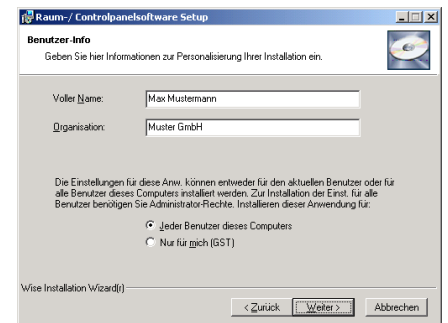 Raum-/ Controlpanelsoftware Setup
Benutzer-Info
Geben Sie hier Informationen zur Personalisierung Ihrer Installation ein.
Voller Name: Max Mustermann
Organisation: Muster GmbH
Die Einstellungen für diese Anw. können entweder für den aktuellen Benutzer oder für
alle Benutzer dieses Computers installiert werden. Zur Installation der Einst. für alle
Benutzer benötigen Sie Administrator-Rechte. Installieren dieser Anwendung für:
Jeder Benutzer dieses Computers
Nur für mich (GST)
Wise Installation Wizard(r)
< Zurück Weiter > Abbrechen